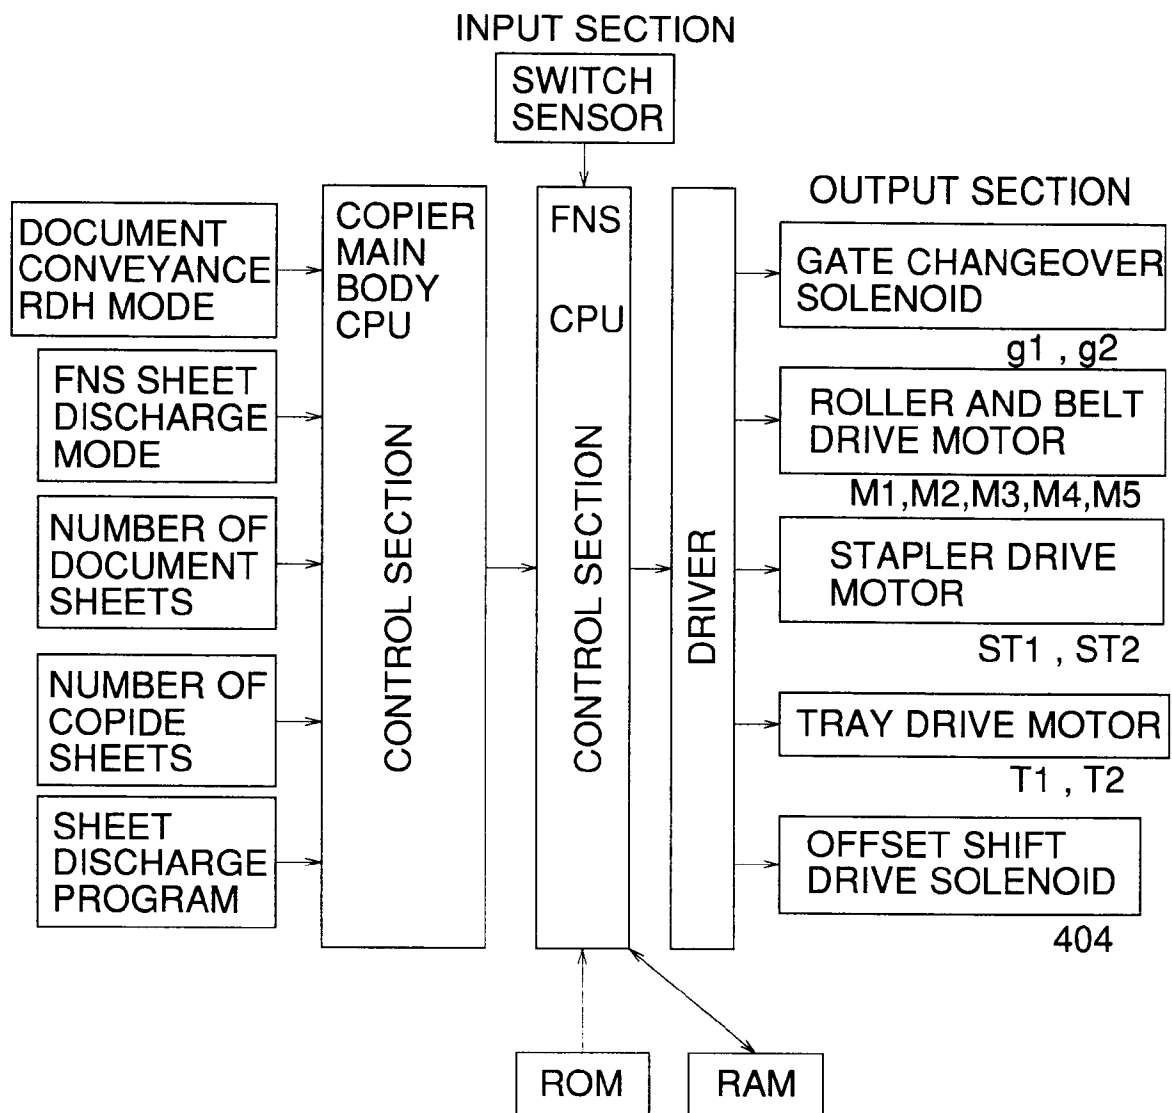 INPUT SECTION
SWITCH
SENSOR
DOCUMENT
CONVEYANCE
RDH MODE
FNS SHEET
DISCHARGE
MODE
NUMBER OF
DOCUMENT
SHEETS
NUMBER OF
COPIDE
SHEETS
SHEET
DISCHARGE
PROGRAM
COPIER
MAIN
BODY
CPU
CONTROL SECTION
FNS
CPU
CONTROL SECTION
DRIVER
OUTPUT SECTION
GATE CHANGEOVER
SOLENOID
g1 , g2
ROLLER AND BELT
DRIVE MOTOR
M1,M2,M3,M4,M5
STAPLER DRIVE
MOTOR
ST1 , ST2
TRAY DRIVE MOTOR
T1 , T2
OFFSET SHIFT
DRIVE SOLENOID
404
ROM
RAM